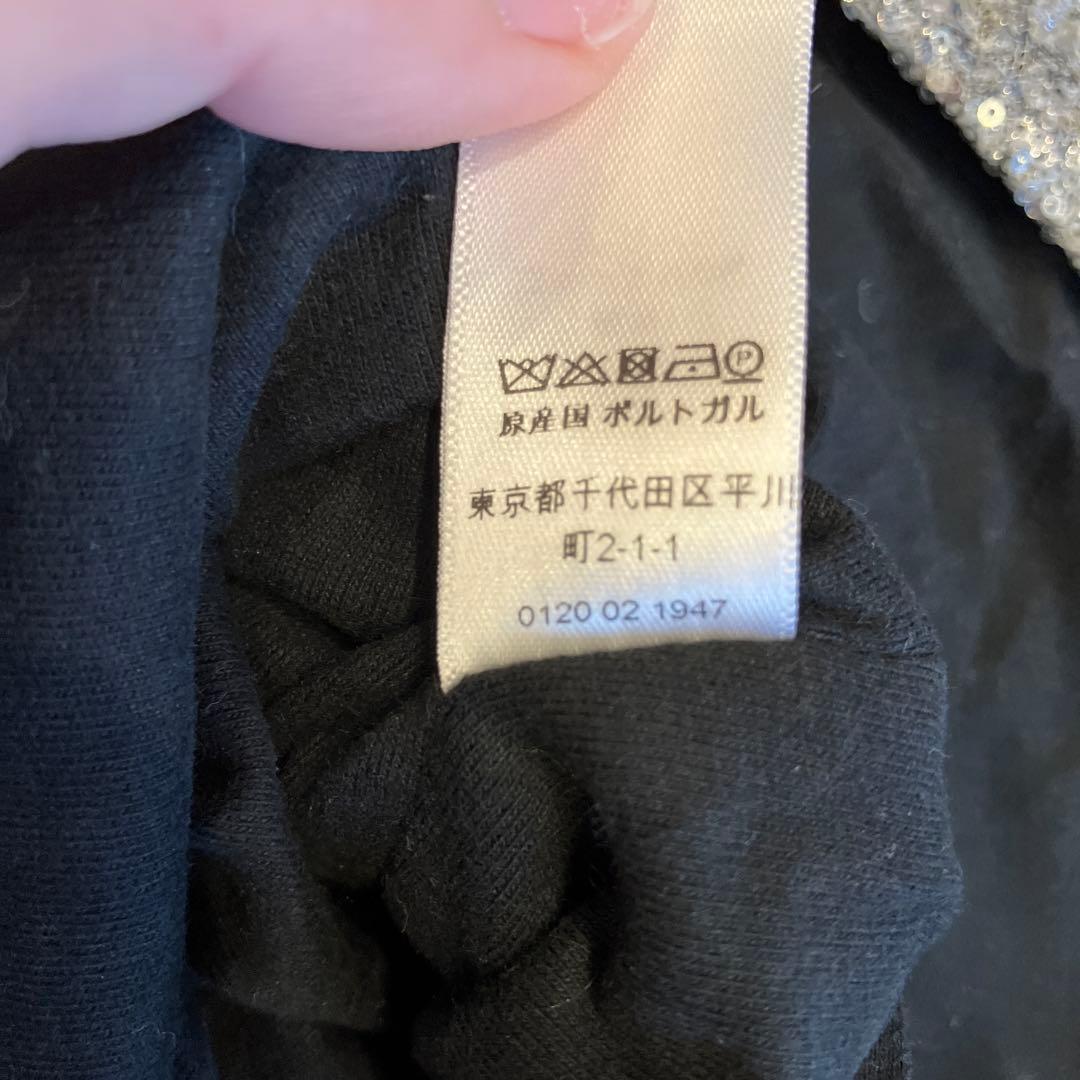 原産国 ポルトガル
東京都千代田区平川
町2-1-1
0120 02 1947